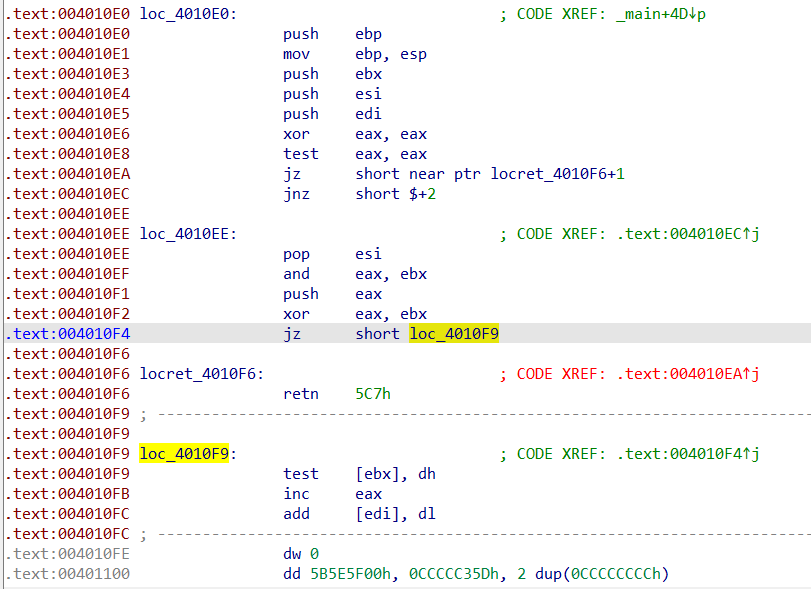 .text:004010E0 loc_4010E0: ; CODE XREF: _main+4D↓p
.text:004010E0 push ebp
.text:004010E1 mov ebp, esp
.text:004010E3 push ebx
.text:004010E4 push esi
.text:004010E5 push edi
.text:004010E6 xor eax, eax
.text:004010E8 test eax, eax
.text:004010EA jz short near ptr locret_4010F6+1
.text:004010EC jnz short $+2
.text:004010EE
.text:004010EE loc_4010EE: ; CODE XREF: .text:004010EC↑j
.text:004010EE pop esi
.text:004010EF and eax, ebx
.text:004010F1 push eax
.text:004010F2 xor eax, ebx
.text:004010F4 jz short loc_4010F9
.text:004010F6
.text:004010F6 locret_4010F6: ; CODE XREF: .text:004010EA↑j
.text:004010F6 retn 5C7h
.text:004010F9 ; ---------------------------------------------------------------------------
.text:004010F9
.text:004010F9 loc_4010F9: ; CODE XREF: .text:004010F4↑j
.text:004010F9 test [ebx], dh
.text:004010FB inc eax
.text:004010FC add [edi], dl
.text:004010FC ; ---------------------------------------------------------------------------
.text:004010FE dw 0
.text:00401100 dd 5B5E5F00h, 0CCCCC35Dh, 2 dup(0CCCCCCCCh)